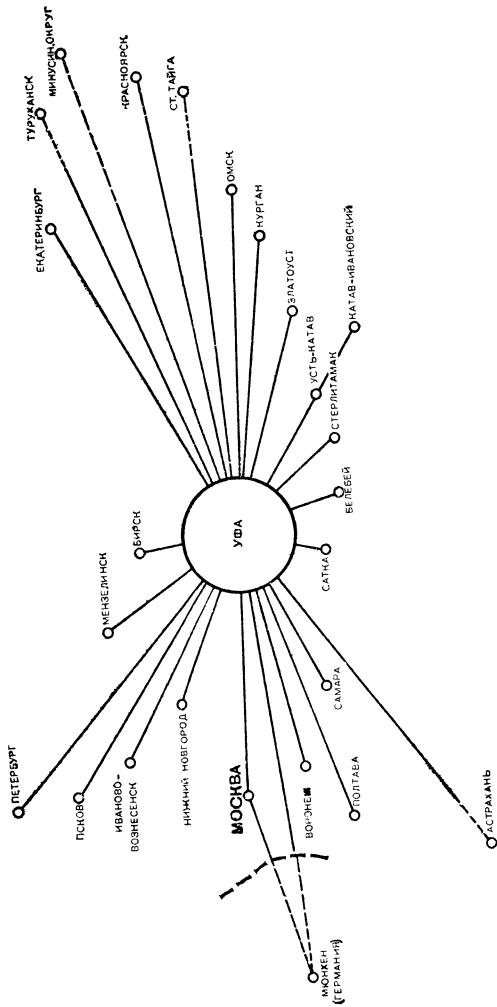 ПЕТЕРБУРГ
ПСКОВ
ИВАНОВО-
ВОЗНЕСЕНСК
НИЖНИЙ НОВГОРОД
МЕНЗЕЛИНСК
БИРСК
ЕКАТЕРИНБУРГ
ТУРУХАНСК
МИНУСИН. ОКРУГ
КРАСНОЯРСК
СТ. ТАЙГА
ОМСК
КУРГАН
ЗЛАТОУСТ
УСТЬ-КАТАВ
КАТАВ-ИВАНОВСКИЙ
СТЕРЛИТАМАК
БЕЛЕБЕЙ
УФА
САТКА
САМАРА
ПОЛТАВА
ВОРОНЕЖ
МОСКВА
АСТРАХАНЬ
МЮНХЕН
(ГЕРМАНИЯ)